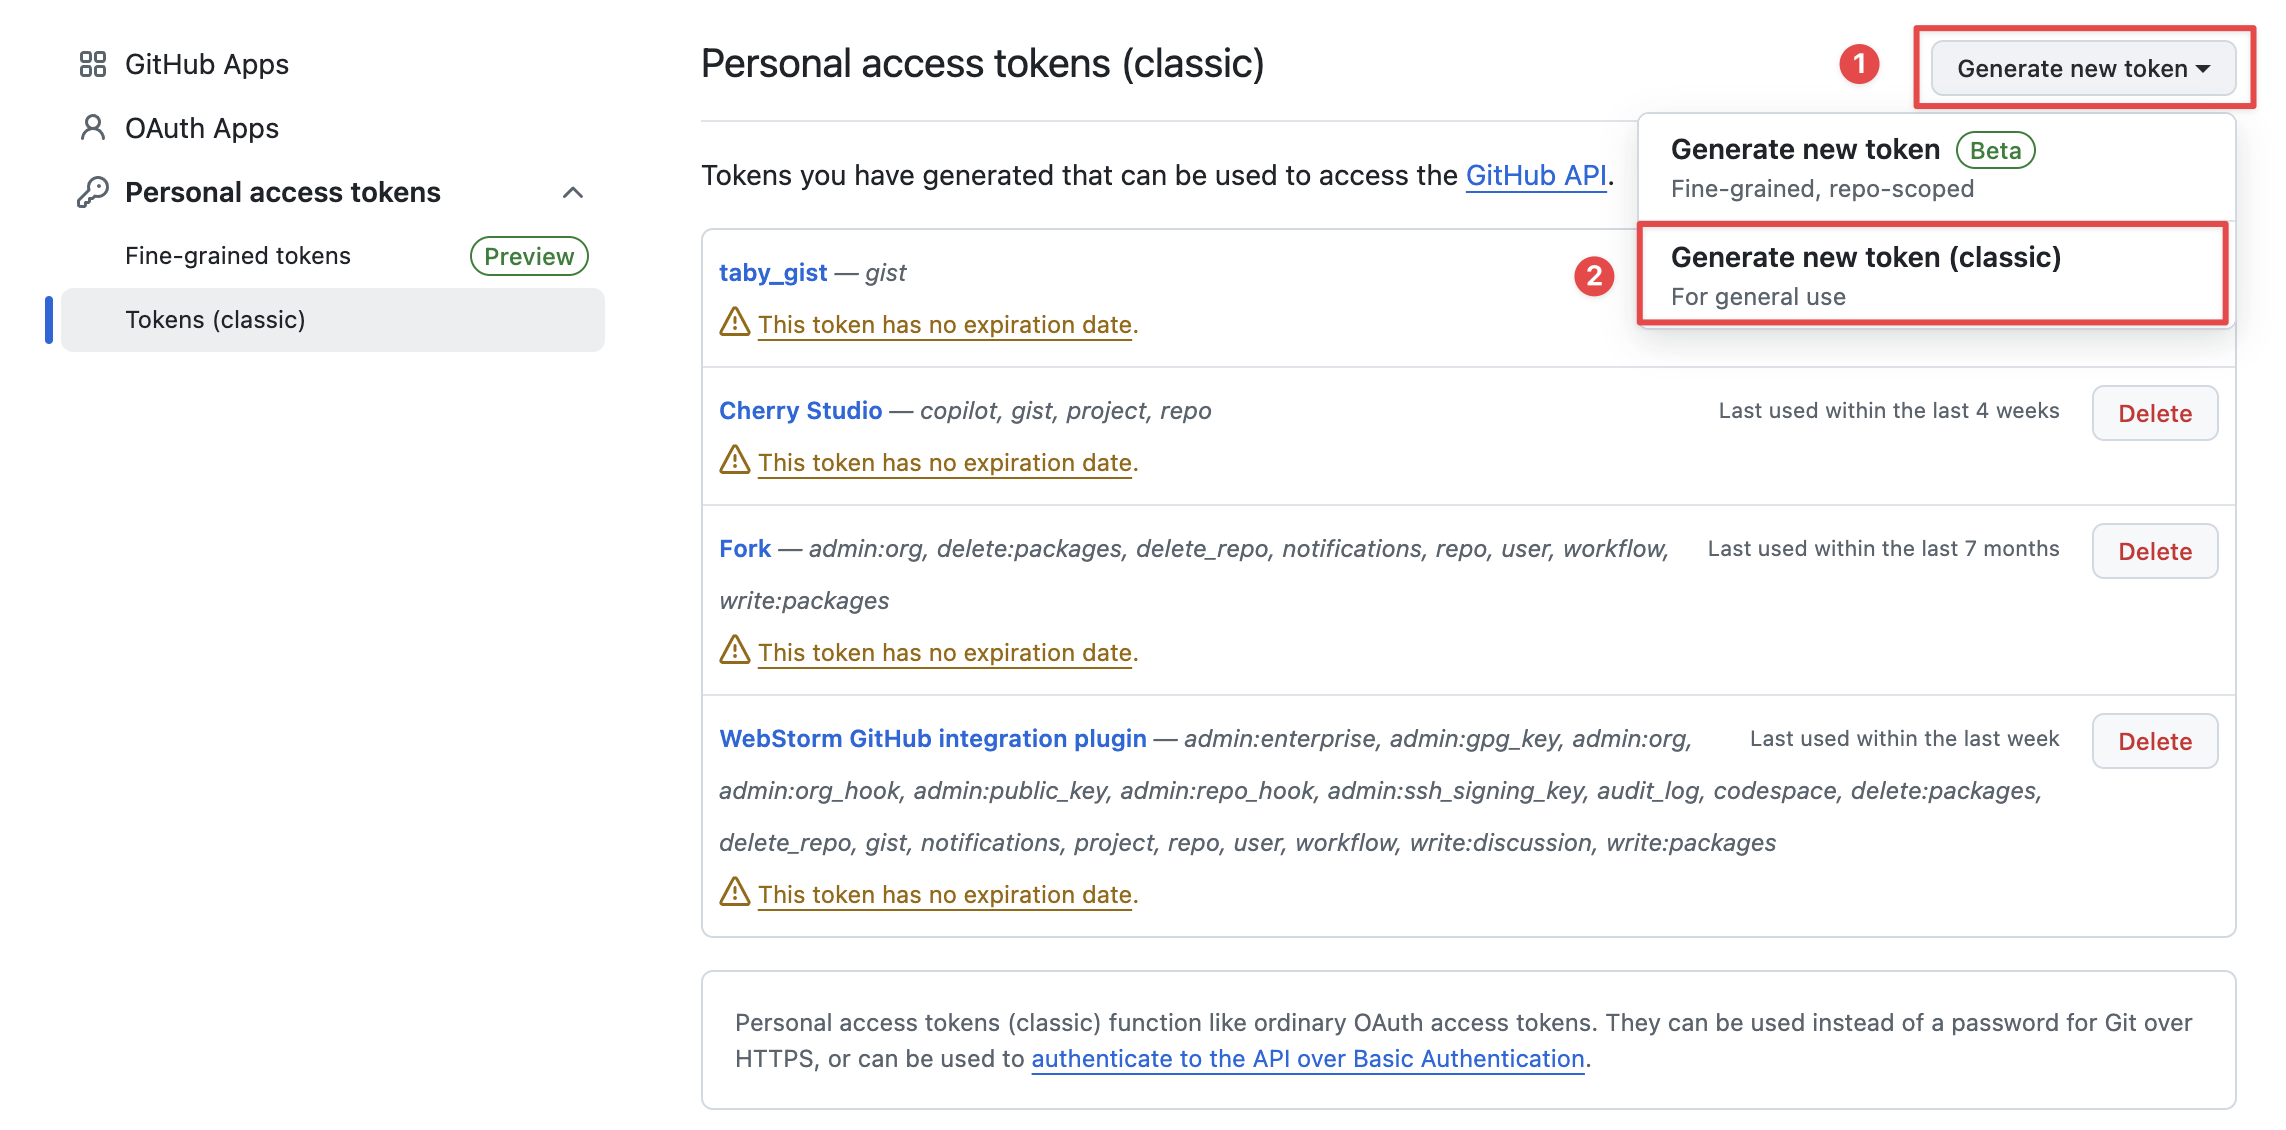 GitHub Apps
OAuth Apps
Personal access tokens
Fine-grained tokens Preview
Tokens (classic)
Personal access tokens (classic)
1
Generate new token
Generate new token Beta
Fine-grained, repo-scoped
2
Generate new token (classic)
For general use
Tokens you have generated that can be used to access the GitHub API.
taby_gist — gist
This token has no expiration date.
Cherry Studio — copilot, gist, project, repo
Last used within the last 4 weeks
Delete
This token has no expiration date.
Fork — admin:org, delete:packages, delete_repo, notifications, repo, user, workflow,
write:packages
Last used within the last 7 months
Delete
This token has no expiration date.
WebStorm GitHub integration plugin — admin:enterprise, admin:gpg_key, admin:org,
Last used within the last week
Delete
admin:org_hook, admin:public_key, admin:repo_hook, admin:ssh_signing_key, audit_log, codespace, delete:packages,
delete_repo, gist, notifications, project, repo, user, workflow, write:discussion, write:packages
This token has no expiration date.
Personal access tokens (classic) function like ordinary OAuth access tokens. They can be used instead of a password for Git over
HTTPS, or can be used to authenticate to the API over Basic Authentication.